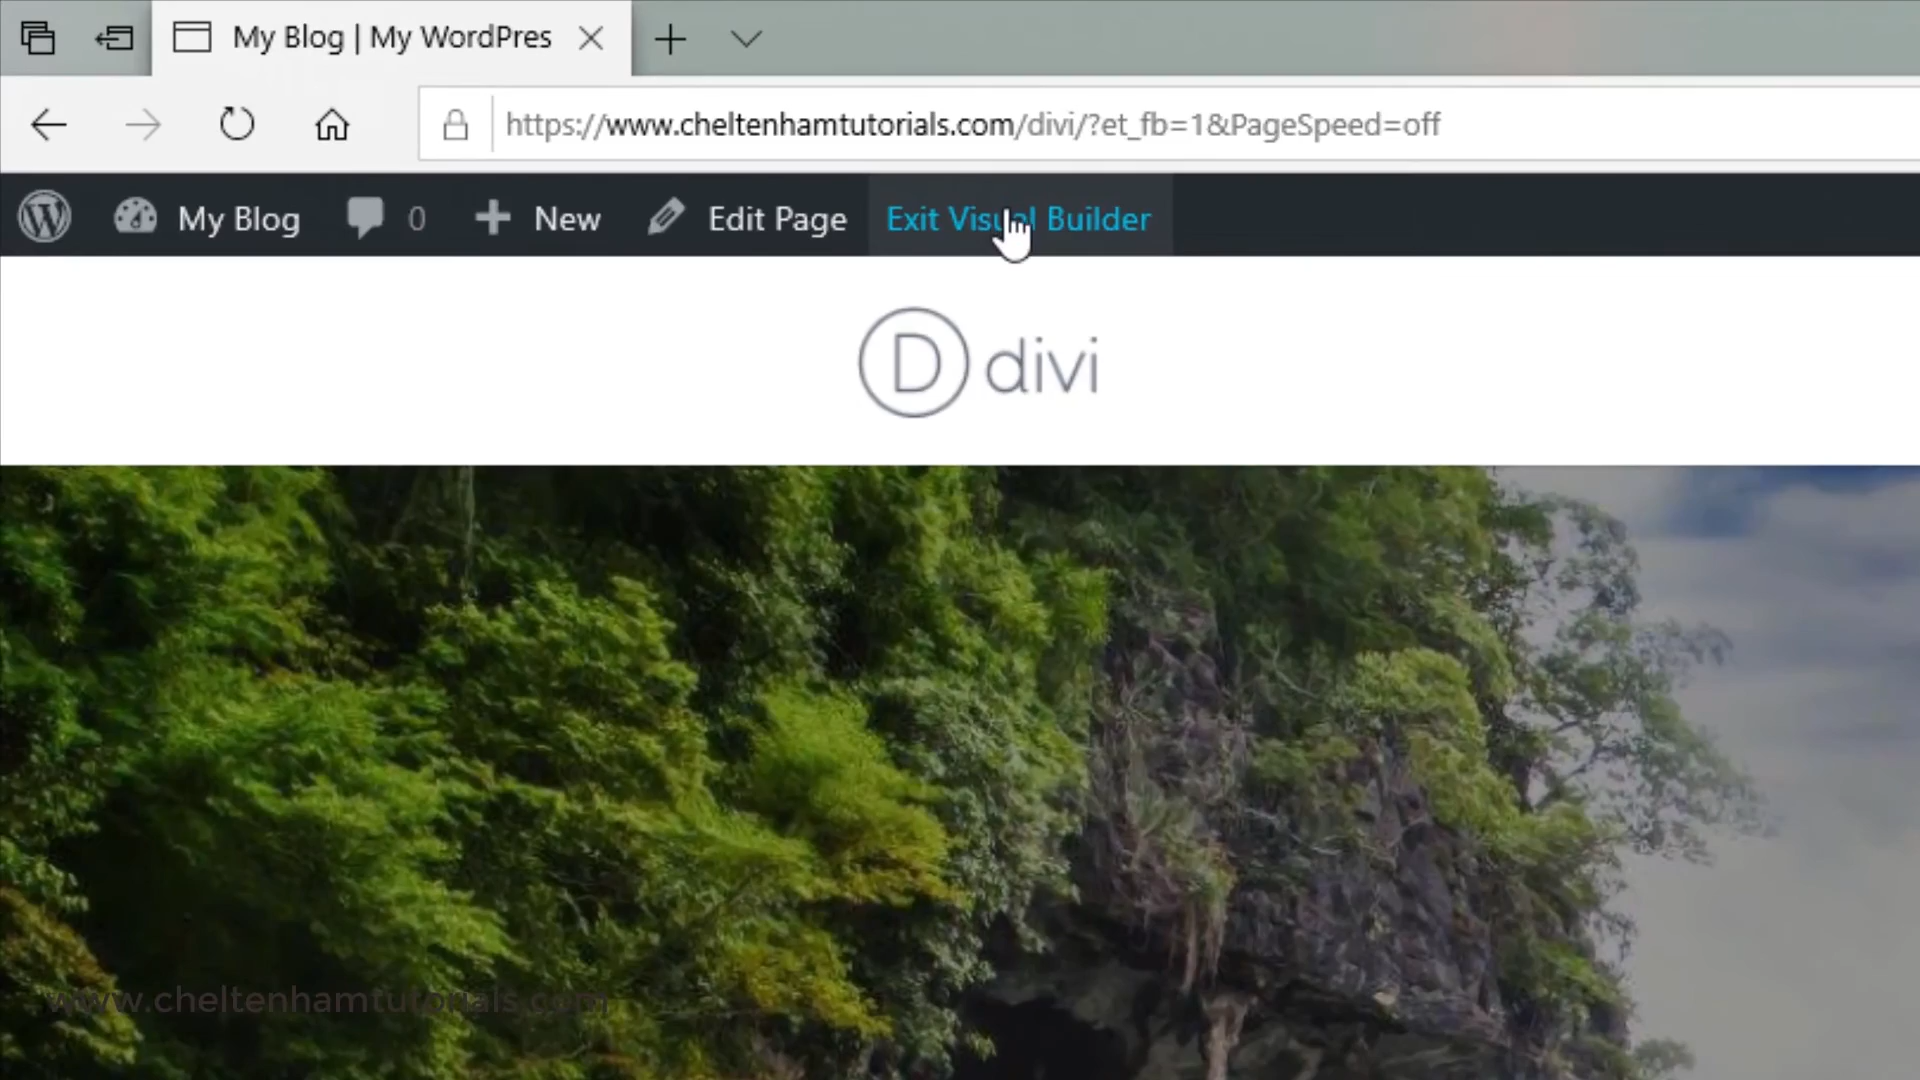 My Blog | My WordPres
https://www.cheltenhamtutorials.com/divi/?et_fb=1&PageSpeed=off
My Blog 0 New Edit Page Exit Visual Builder
D divi
www.cheltenhamtutorials.com